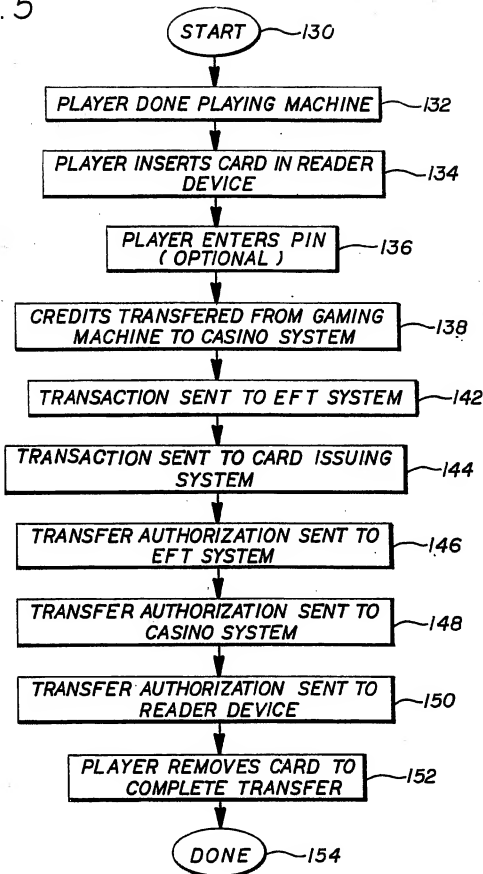 .5
START
130
PLAYER DONE PLAYING MACHINE
132
PLAYER INSERTS CARD IN READER
DEVICE
134
PLAYER ENTERS PIN
( OPTIONAL )
136
CREDITS TRANSFERED FROM GAMING
MACHINE TO CASINO SYSTEM
138
TRANSACTION SENT TO EFT SYSTEM
142
TRANSACTION SENT TO CARD ISSUING
SYSTEM
144
TRANSFER AUTHORIZATION SENT TO
EFT SYSTEM
146
TRANSFER AUTHORIZATION SENT TO
CASINO SYSTEM
148
TRANSFER AUTHORIZATION SENT TO
READER DEVICE
150
PLAYER REMOVES CARD TO
COMPLETE TRANSFER
152
DONE
154